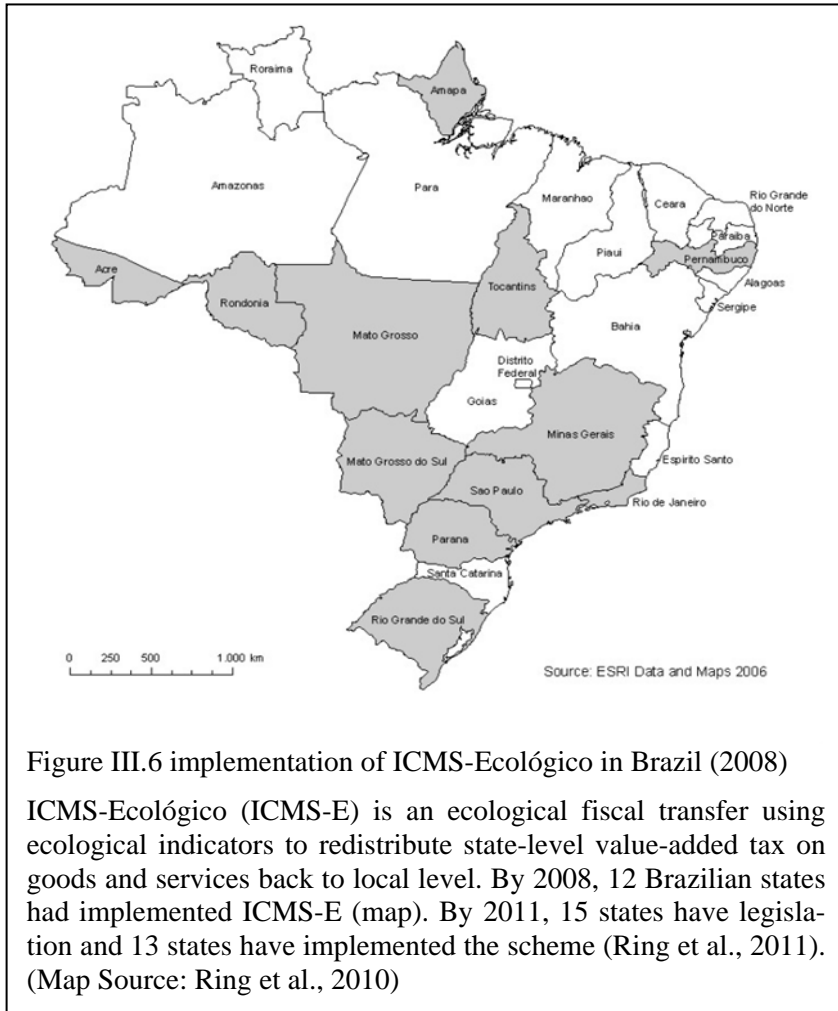 Roraima
Amapa
Amazonas
Para
Maranhao
Ceara
Rio Grande
do Norte
Paraiba
Piaui
Pernambuco
Acre
Alagoas
Rondonia
Tocantins
Sergipe
Mato Grosso
Bahia
Distrito
Federal
Goias
Minas Gerais
Mato Grosso do Sul
Espirito Santo
Sao Paulo
Rio de Janeiro
Parana
Santa Catarina
Rio Grande do Sul
0 250 500 1.000 km
Source: ESRI Data and Maps 2006
Figure III.6 implementation of ICMS-Ecológico in Brazil (2008)
ICMS-Ecológico (ICMS-E) is an ecological fiscal transfer using
ecological indicators to redistribute state-level value-added tax on
goods and services back to local level. By 2008, 12 Brazilian states
had implemented ICMS-E (map). By 2011, 15 states have legisla-
tion and 13 states have implemented the scheme (Ring et al., 2011).
(Map Source: Ring et al., 2010)